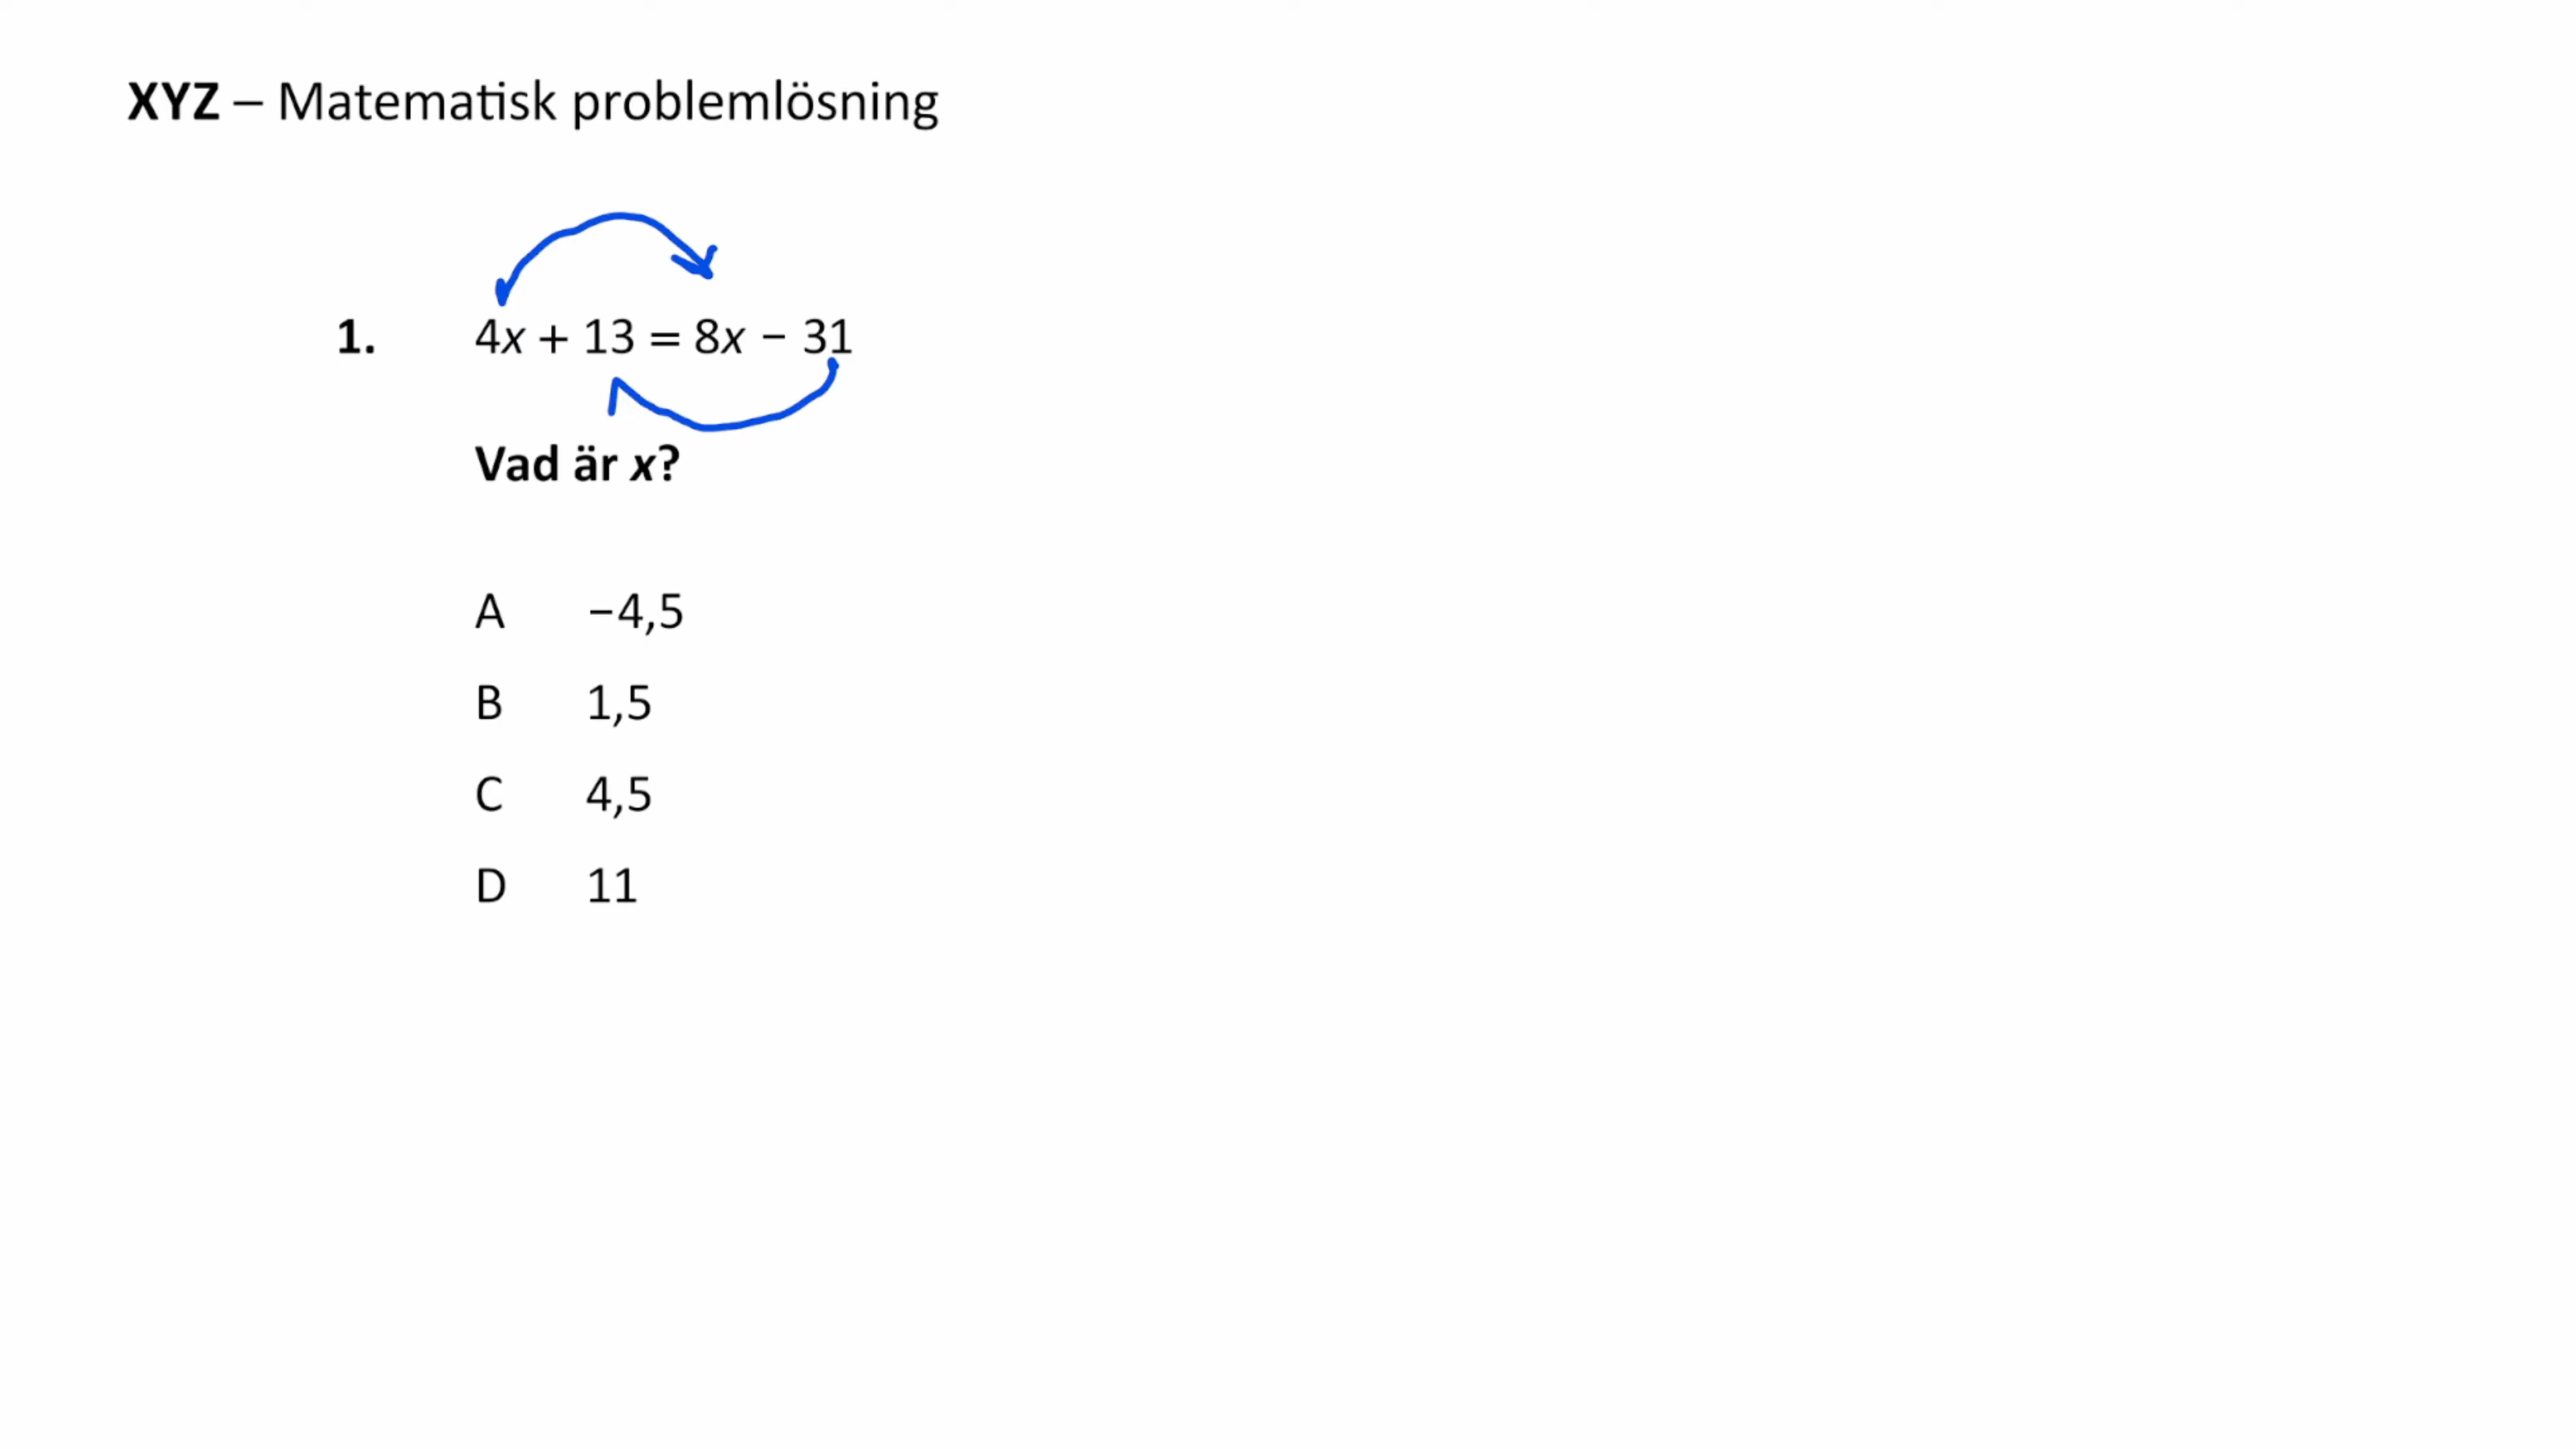 XYZ – Matematisk problemlösning
1. 4x + 13 = 8x − 31
Vad är x?
A −4,5
B 1,5
C 4,5
D 11